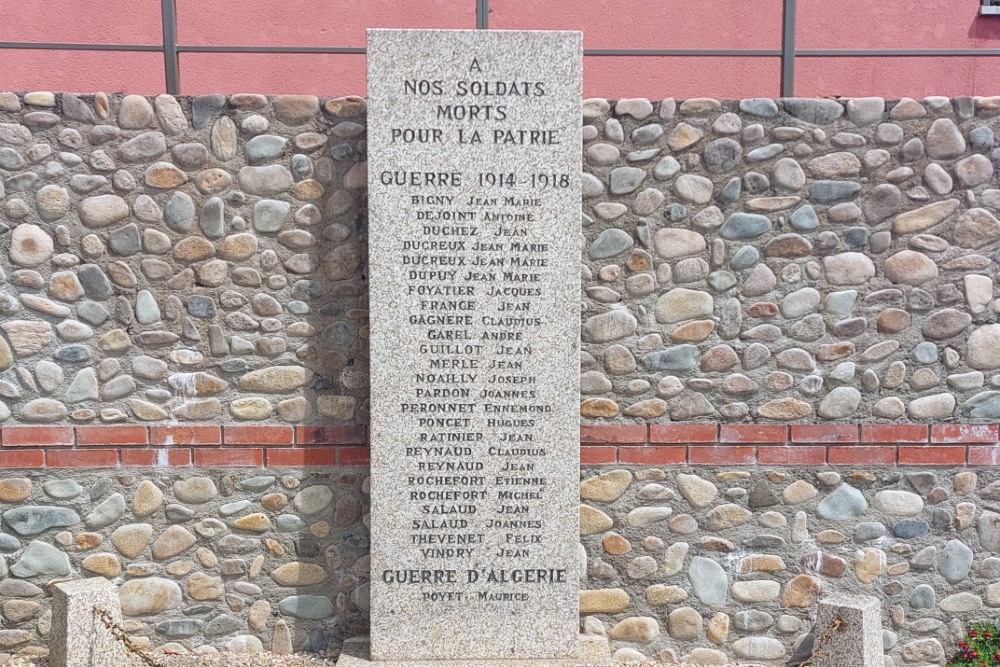 A
NOS SOLDATS
MORTS
POUR LA PATRIE
GUERRE 1914-1918
BIGNY JEAN MARIE
DEJOINT ANTOINE
DUCHEZ JEAN
DUCREUX JEAN MARIE
DUCREUX JEAN MARIE
DUPUY JEAN MARIE
FOYATIER JACQUES
FRANCE JEAN
GAGNERE CLAUDIUS
GAREL ANDRE
GUILLOT JEAN
MERLE JEAN
NOAILLY JOSEPH
PARDON JOANNES
PERONNET ENNEMOND
PONCET HUGUES
RATINIER JEAN
REYNAUD CLAUDIUS
REYNAUD JEAN
ROCHEFORT ETIENNE
ROCHEFORT MICHEL
SALAUD JEAN
SALAUD JOANNES
THEVENET FELIX
VINDRY JEAN
GUERRE D'ALGERIE
POYET MAURICE